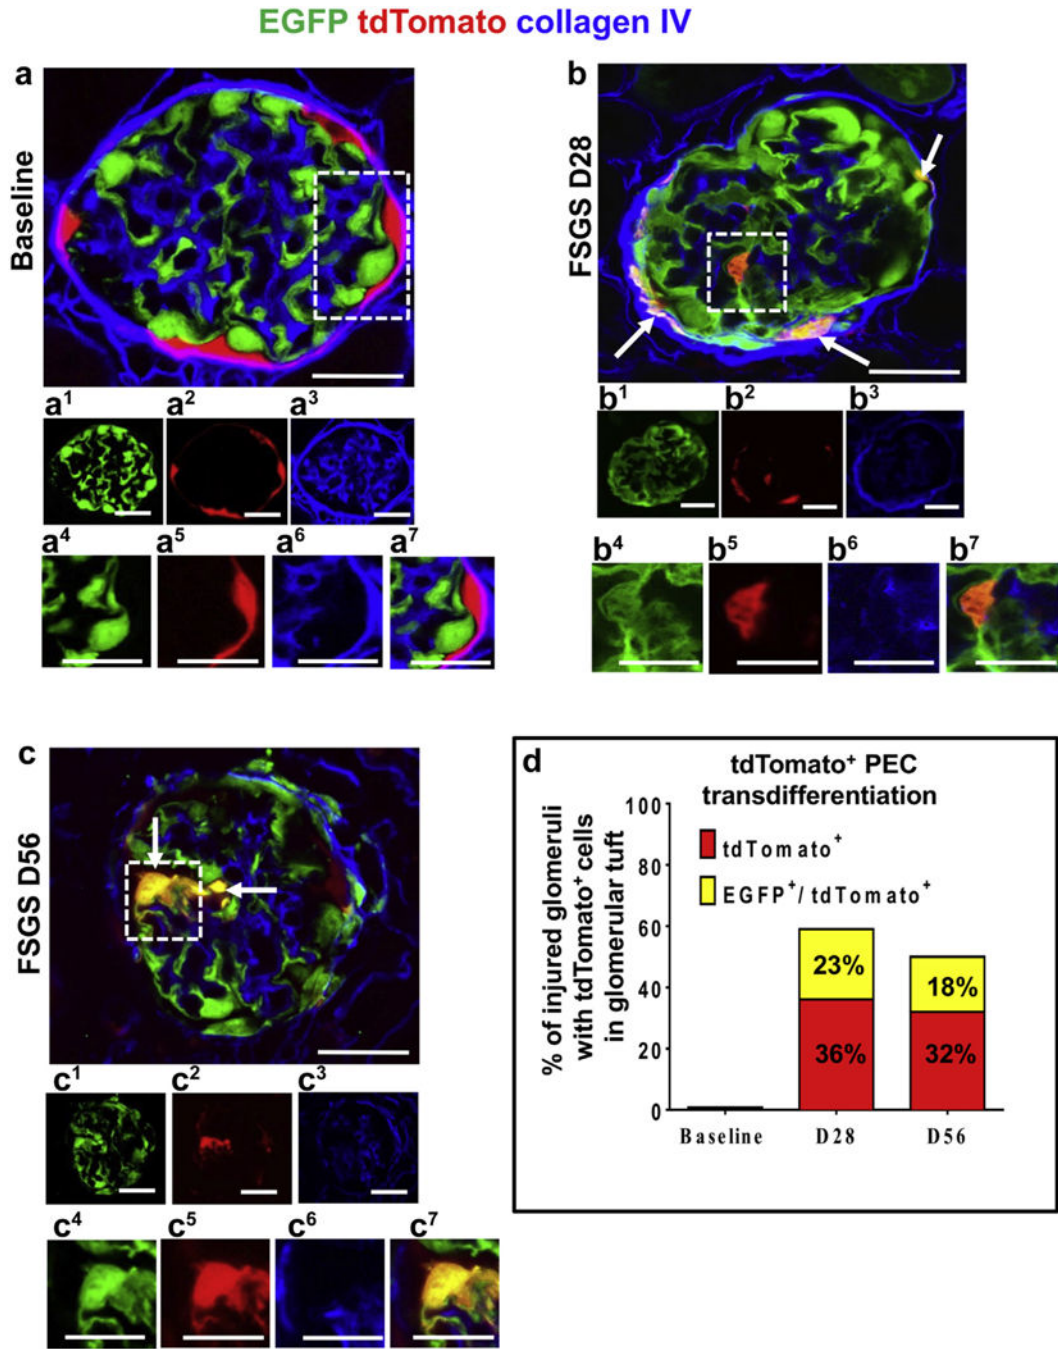 EGFP tdTomato collagen IV
a
Baseline
a1 a2 a3
a4 a5 a6 a7
b
FSGS D28
b1 b2 b3
b4 b5 b6 b7
c
FSGS D56
c1 c2 c3
c4 c5 c6 c7
d
tdTomato+ PEC
transdifferentiation
% of injured glomeruli
with tdTomato+ cells
in glomerular tuft
100
80
60
40
20
0
tdTomato+
EGFP+/ tdTomato+
23%
36%
18%
32%
Baseline D28 D56